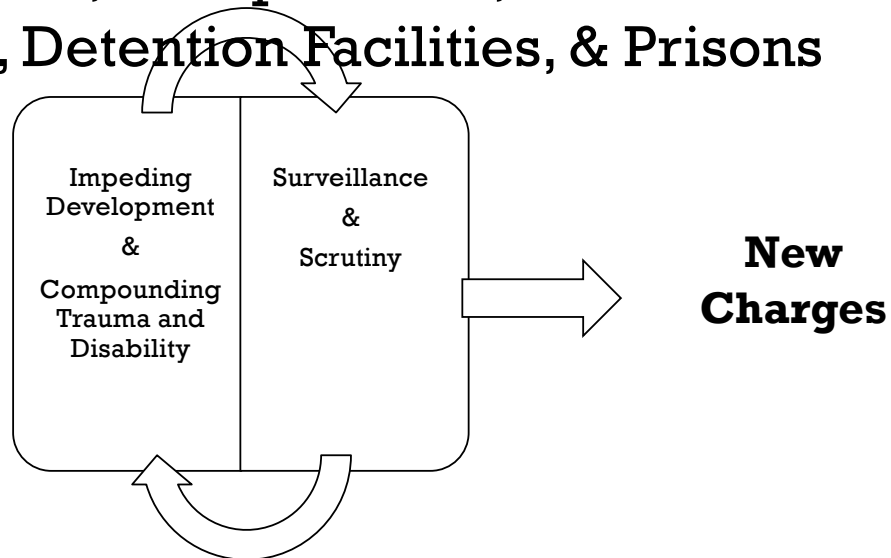 , Detention Facilities, & Prisons
Impeding
Development
&
Compounding
Trauma and
Disability
Surveillance
&
Scrutiny
New
Charges